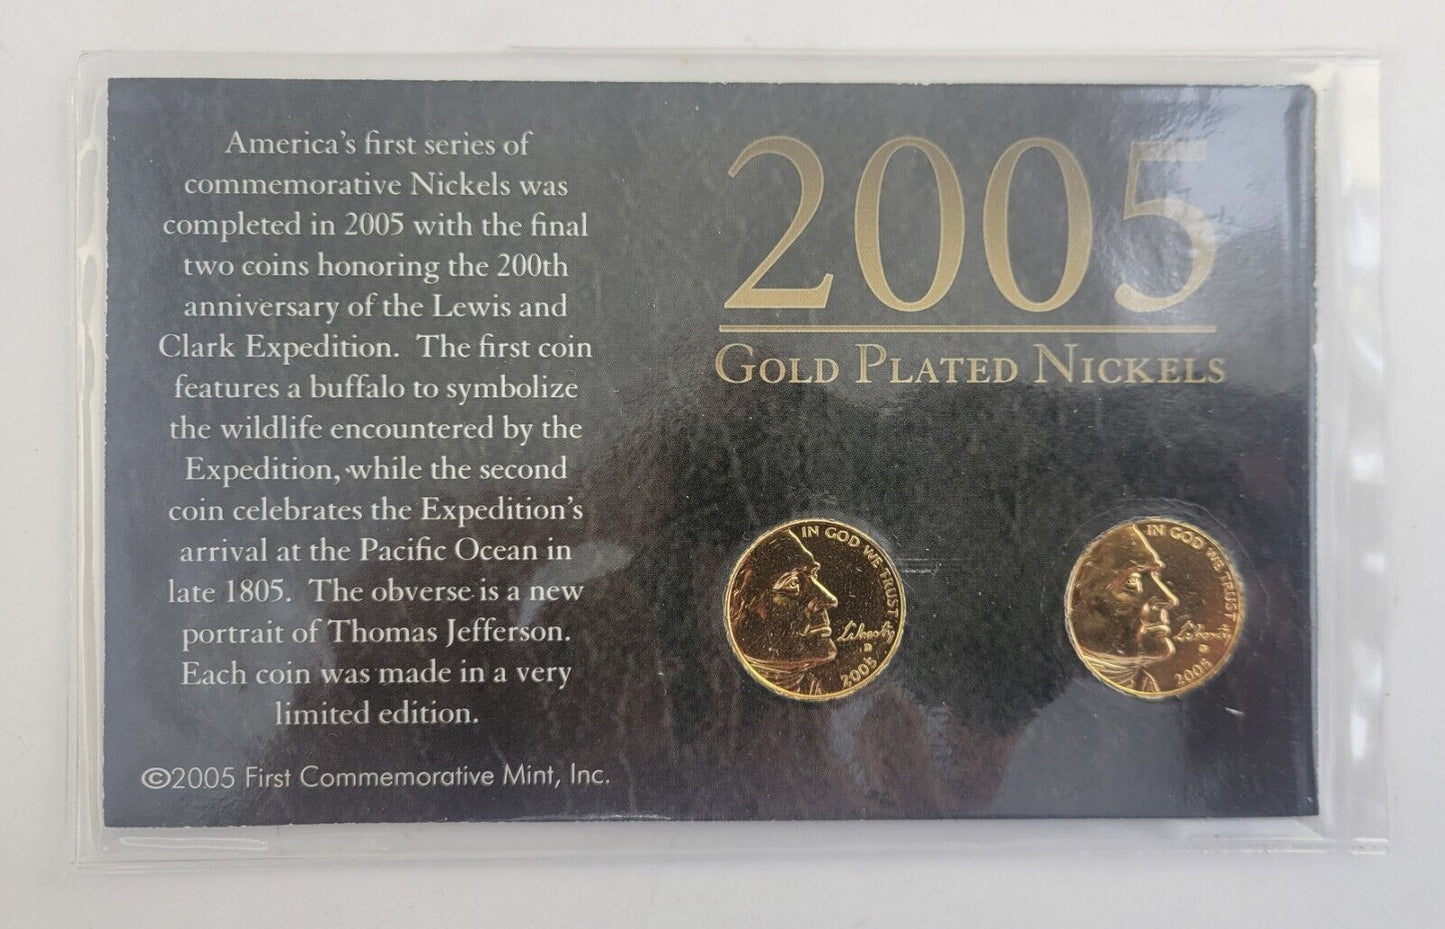 America's first series of
commemorative Nickels was
completed in 2005 with the final
two coins honoring the 200th
anniversary of the Lewis and
Clark Expedition.  The first coin
features a buffalo to symbolize
the wildlife encountered by the
Expedition, while the second
coin celebrates the Expedition's
arrival at the Pacific Ocean in
late 1805.  The obverse is a new
portrait of Thomas Jefferson.
Each coin was made in a very
limited edition.
©2005 First Commemorative Mint, Inc.
2005
GOLD PLATED NICKELS
IN GOD WE TRUST
Liberty
D
2005
IN GOD WE TRUST
Liberty
D
2005